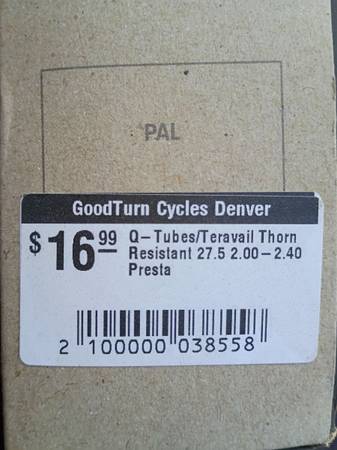 PAL
GoodTurn Cycles Denver
$16.99 Q-Tubes/Teravail Thorn
Resistant 27.5 2.00-2.40
Presta
2 100000 038558